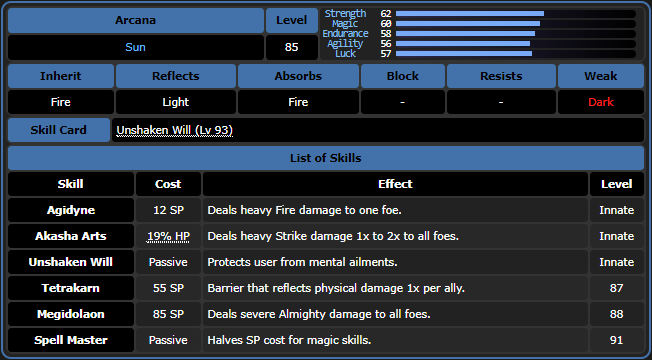 Arcana Level
Sun 85
Strength 62
Magic 60
Endurance 58
Agility 56
Luck 57
Inherit Reflects Absorbs Block Resists Weak
Fire Light Fire - - Dark
Skill Card Unshaken Will (Lv 93)
List of Skills
Skill Cost Effect Level
Agidyne 12 SP Deals heavy Fire damage to one foe. Innate
Akasha Arts 19% HP Deals heavy Strike damage 1x to 2x to all foes. Innate
Unshaken Will Passive Protects user from mental ailments. Innate
Tetrakarn 55 SP Barrier that reflects physical damage 1x per ally. 87
Megidolaon 85 SP Deals severe Almighty damage to all foes. 88
Spell Master Passive Halves SP cost for magic skills. 91